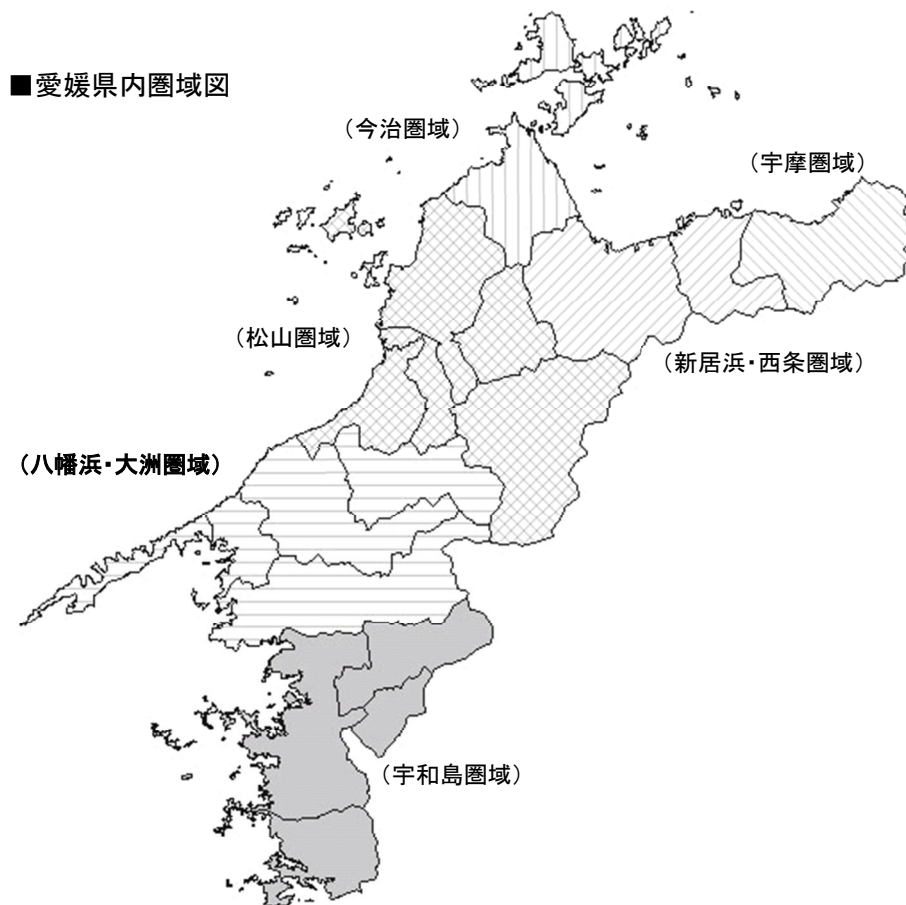 ■愛媛県内圏域図
（今治圏域）
（宇摩圏域）
（松山圏域）
（新居浜・西条圏域）
（八幡浜・大洲圏域）
（宇和島圏域）